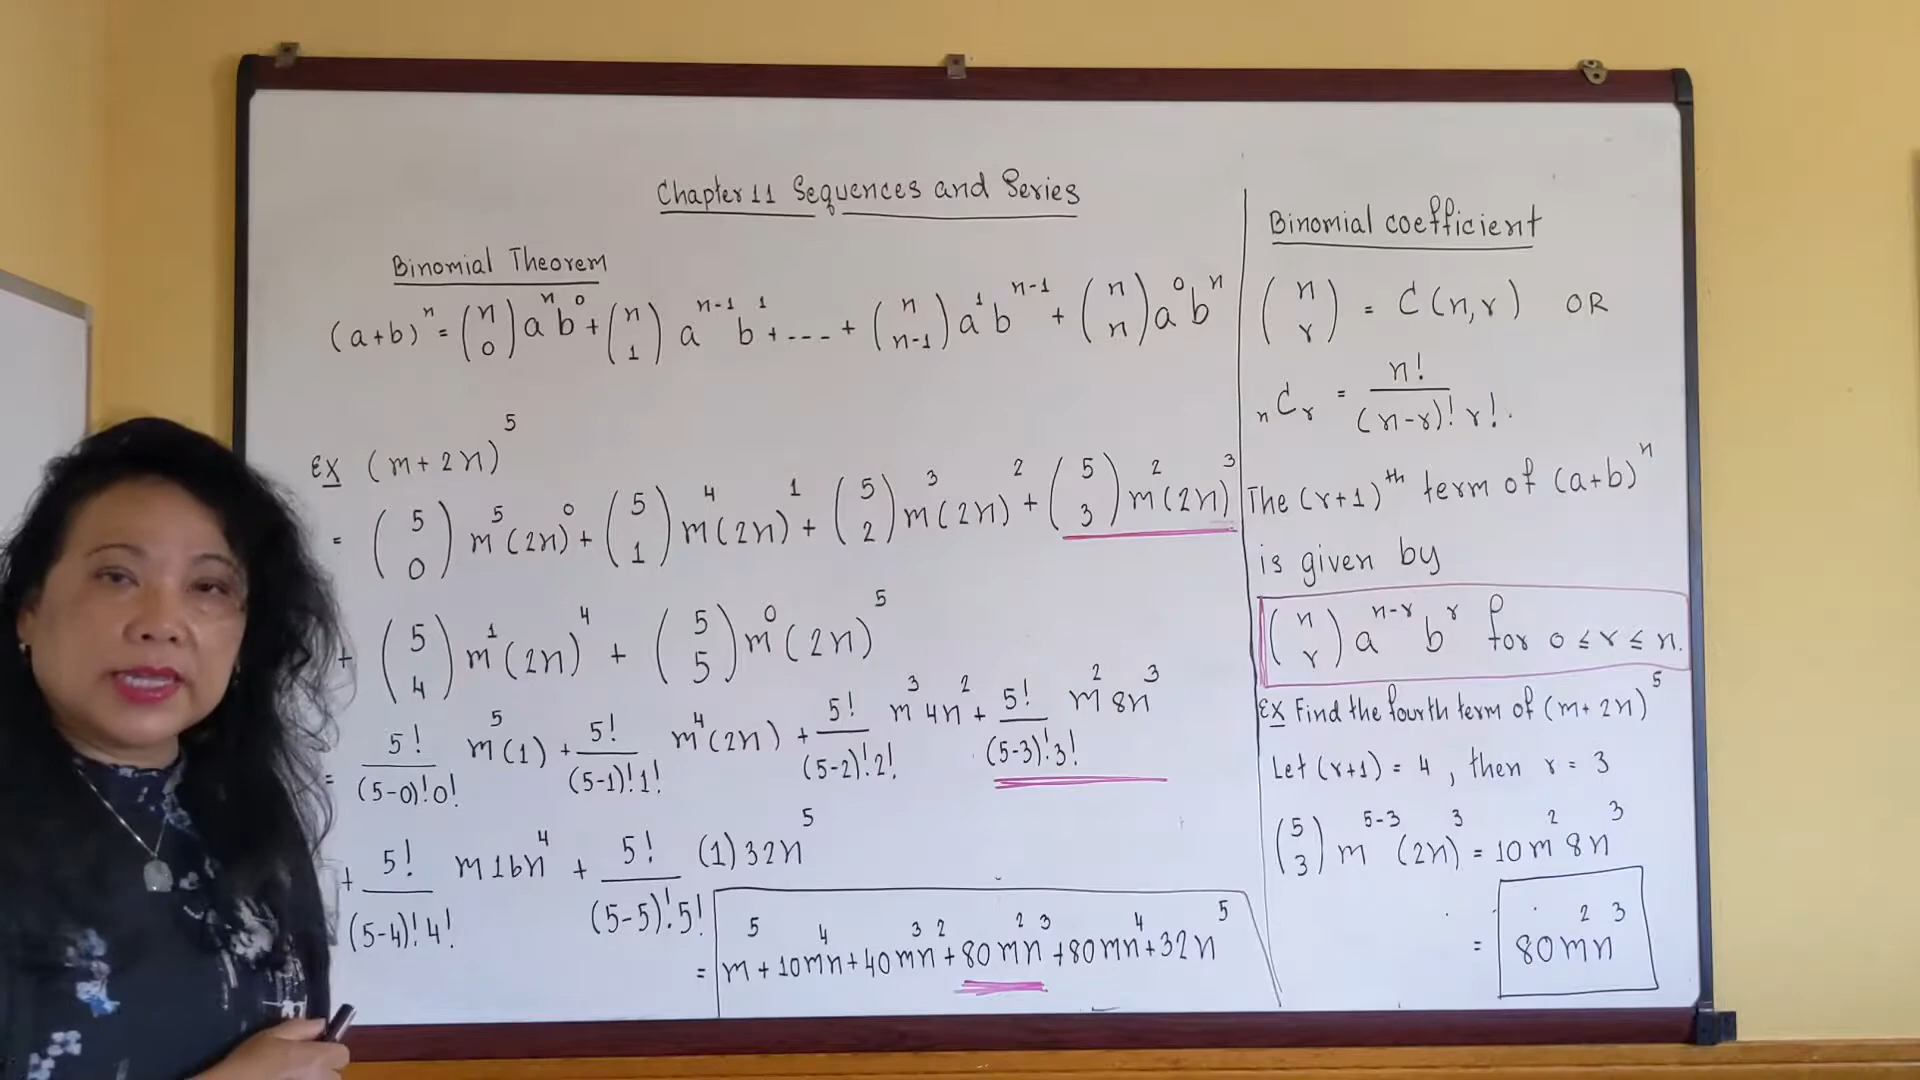 Chapter 11 Sequences and Series
Binomial Theorem
(a+b)^n = (n 0) a^n b^0 + (n 1) a^{n-1} b^1 + --- + (n n-1) a^1 b^{n-1} + (n n) a^0 b^n
Ex (m+2n)^5
= (5 0) m^5 (2n)^0 + (5 1) m^4 (2n)^1 + (5 2) m^3 (2n)^2 + (5 3) m^2 (2n)^3
+ (5 4) m^1 (2n)^4 + (5 5) m^0 (2n)^5
= 5!/(5-0)!0! m^5 (1) + 5!/(5-1)!1! m^4 (2n) + 5!/(5-2)!2! m^3 4n^2 + 5!/(5-3)!3! m^2 8n^3
+ 5!/(5-4)!4! m16n^4 + 5!/(5-5)!5! (1)32n^5
= m^5 + 10m^4n + 40m^3n^2 + 80m^2n^3 + 80mn^4 + 32n^5
Binomial coefficient
(n r) = C(n,r) OR
nCr = n!/(n-r)! r!.
The (r+1)^th term of (a+b)^n
is given by
(n r) a^{n-r} b^r for 0 ≤ r ≤ n.
Ex Find the fourth term of (m+2n)^5
Let (r+1) = 4, then r = 3
(5 3) m^{5-3} (2n)^3 = 10m^2 8n^3
= 80m^2n^3